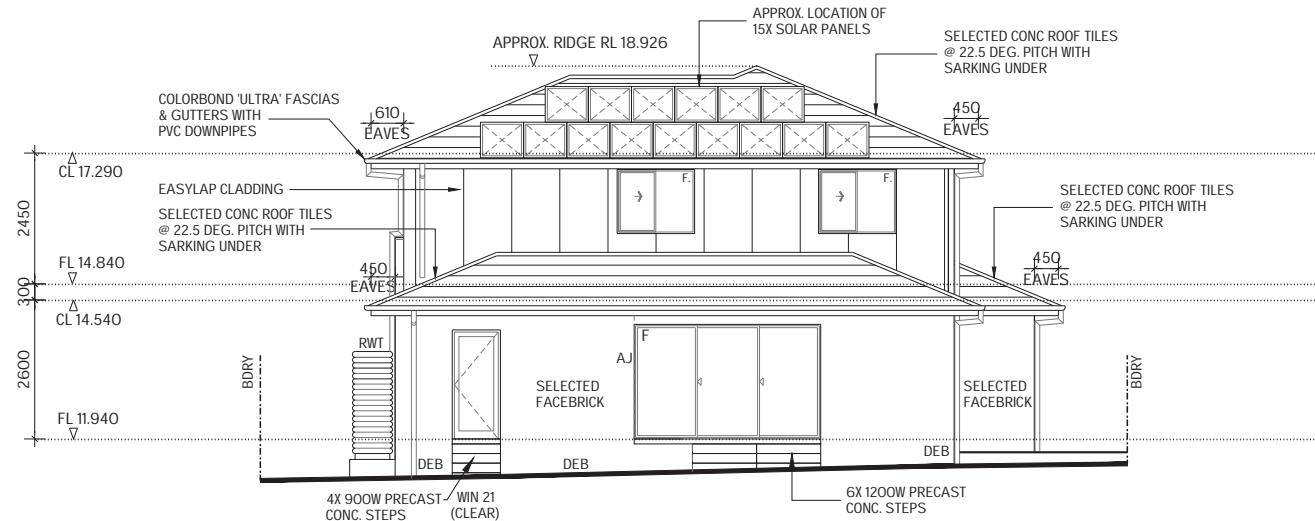 APPROX. LOCATION OF
15X SOLAR PANELS
APPROX. RIDGE RL 18.926
SELECTED CONC ROOF TILES
@ 22.5 DEG. PITCH WITH
SARKING UNDER
COLORBOND 'ULTRA' FASCIAS
& GUTTERS WITH
PVC DOWNPIPES
610
EAVES
450
EAVES
CL 17.290
EASYLAP CLADDING
F.
F.
SELECTED CONC ROOF TILES
@ 22.5 DEG. PITCH WITH
SARKING UNDER
SELECTED CONC ROOF TILES
@ 22.5 DEG. PITCH WITH
SARKING UNDER
2450
FL 14.840
450
EAVES
450
EAVES
300
CL 14.540
RWT
F
AJ
2600
BDRY
BDRY
SELECTED
FACEBRICK
SELECTED
FACEBRICK
FL 11.940
DEB
DEB
DEB
4X 900W PRECAST
CONC. STEPS
WIN 21
(CLEAR)
6X 1200W PRECAST
CONC. STEPS